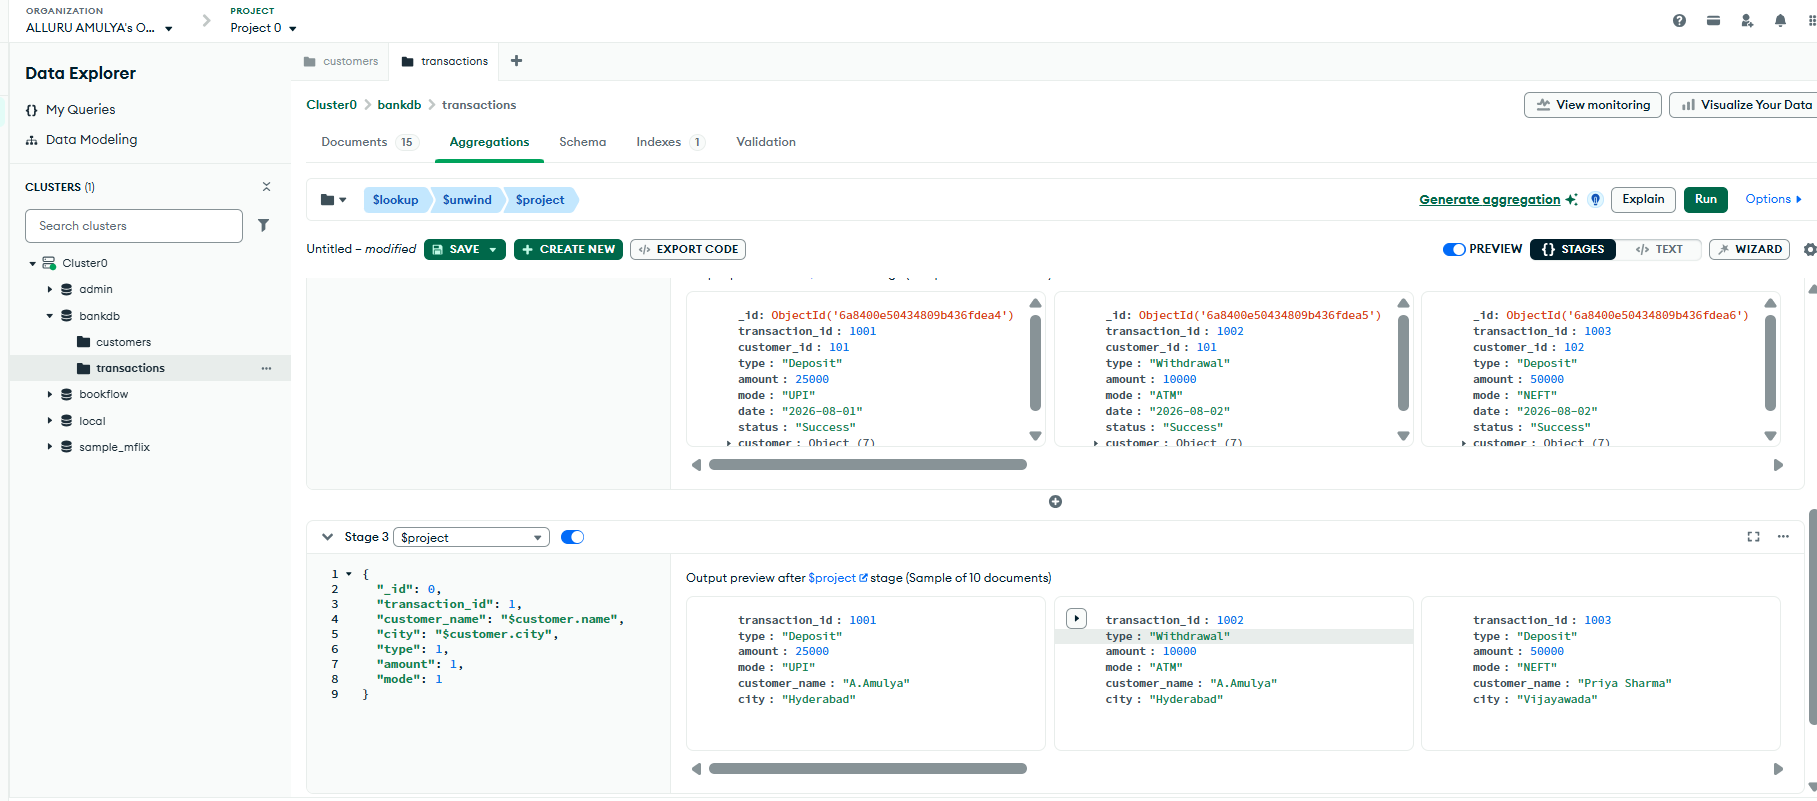 ORGANIZATION
ALLURU AMULYA's O...
PROJECT
Project 0
Data Explorer
My Queries
Data Modeling
CLUSTERS (1)
Search clusters
Cluster0
admin
bankdb
customers
transactions
bookflow
local
sample_mflix
customers
transactions
Cluster0 > bankdb > transactions
View monitoring
Visualize Your Data
Documents 15
Aggregations
Schema
Indexes 1
Validation
$lookup
$unwind
$project
Generate aggregation
Explain
Run
Options
Untitled – modified
SAVE
CREATE NEW
</> EXPORT CODE
PREVIEW
{} STAGES
</> TEXT
WIZARD
_id: ObjectId('6a8400e50434809b436fdea4')
transaction_id : 1001
customer_id : 101
type : "Deposit"
amount : 25000
mode : "UPI"
date : "2026-08-01"
status : "Success"
customer : Object (7)
_id: ObjectId('6a8400e50434809b436fdea5')
transaction_id : 1002
customer_id : 101
type : "Withdrawal"
amount : 10000
mode : "ATM"
date : "2026-08-02"
status : "Success"
customer : Object (7)
_id: ObjectId('6a8400e50434809b436fdea6')
transaction_id : 1003
customer_id : 102
type : "Deposit"
amount : 50000
mode : "NEFT"
date : "2026-08-02"
status : "Success"
customer : Object (7)
Stage 3 $project
1 {
2 "_id": 0,
3 "transaction_id": 1,
4 "customer_name": "$customer.name",
5 "city": "$customer.city",
6 "type": 1,
7 "amount": 1,
8 "mode": 1
9 }
Output preview after $project stage (Sample of 10 documents)
transaction_id : 1001
type : "Deposit"
amount : 25000
mode : "UPI"
customer_name : "A.Amulya"
city : "Hyderabad"
transaction_id : 1002
type : "Withdrawal"
amount : 10000
mode : "ATM"
customer_name : "A.Amulya"
city : "Hyderabad"
transaction_id : 1003
type : "Deposit"
amount : 50000
mode : "NEFT"
customer_name : "Priya Sharma"
city : "Vijayawada"